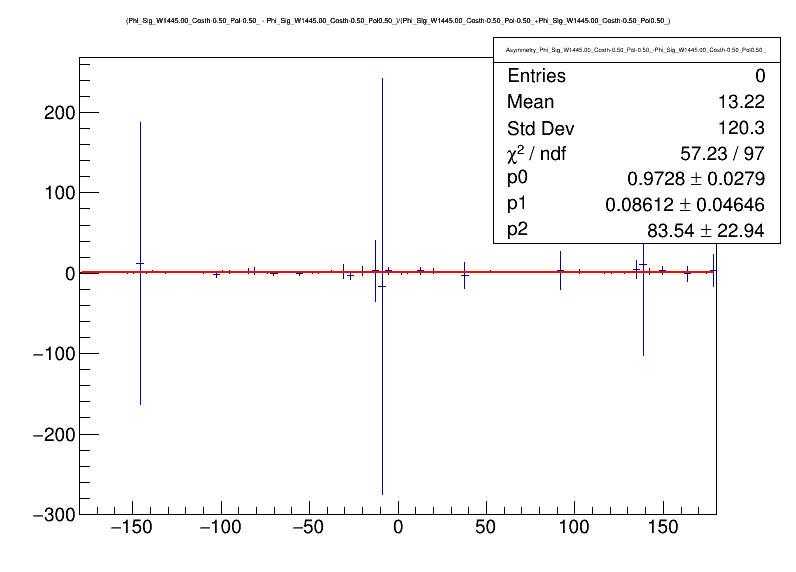 (Phi_Sig_W1445.00_Costh-0.50_Pol-0.50_ - Phi_Sig_W1445.00_Costh-0.50_Pol0.50_)/(Phi_Sig_W1445.00_Costh-0.50_Pol-0.50_+Phi_Sig_W1445.00_Costh-0.50_Pol0.50_)
Asymmetry_Phi_Sig_W1445.00_Costh-0.50_Pol-0.50_-Phi_Sig_W1445.00_Costh-0.50_Pol0.50_
Entries 0
Mean 13.22
Std Dev 120.3
χ² / ndf 57.23 / 97
p0 0.9728 ± 0.0279
p1 0.08612 ± 0.04646
p2 83.54 ± 22.94
200
100
0
−100
−200
−300
−150 −100 −50 0 50 100 150